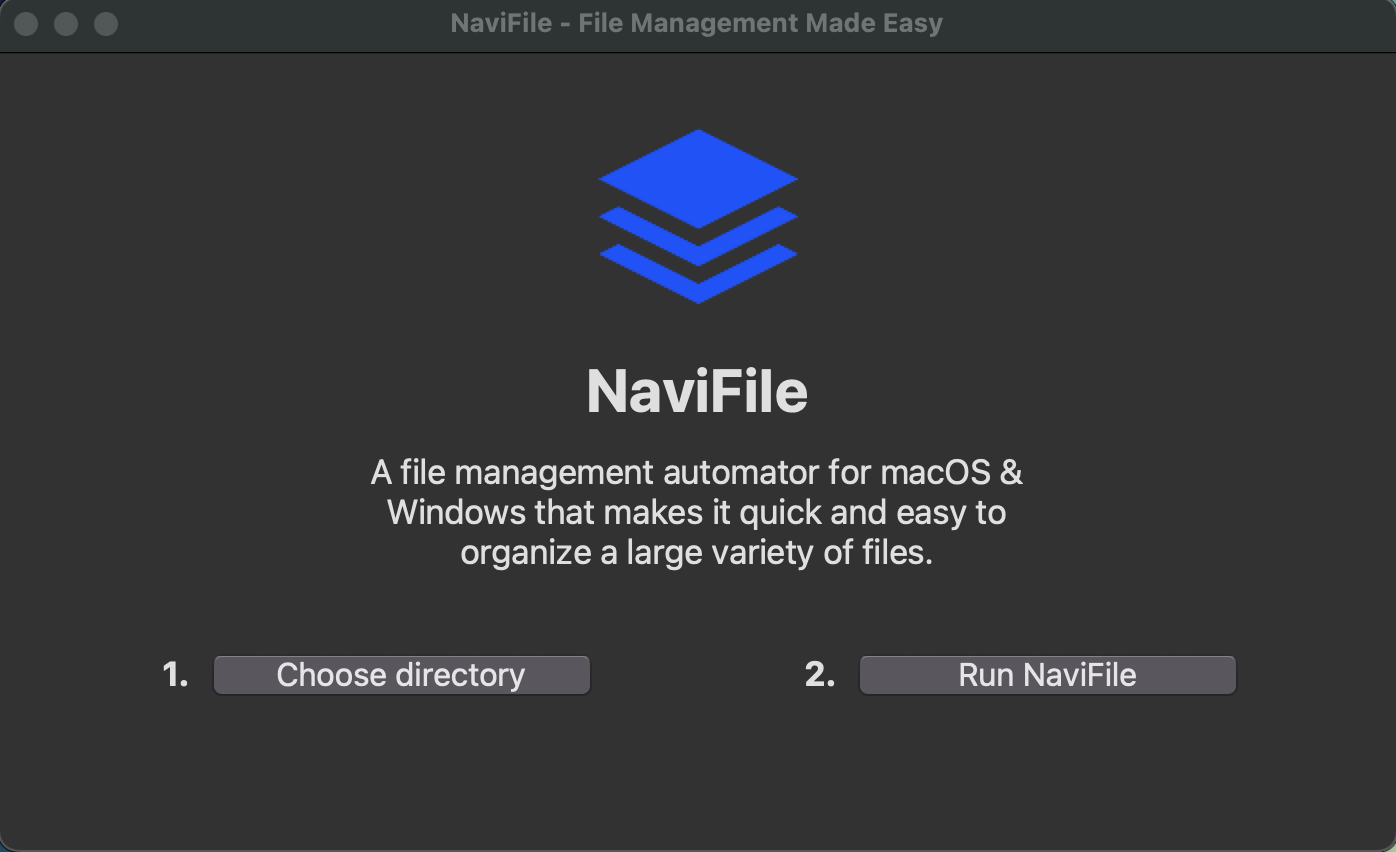 NaviFile - File Management Made Easy
NaviFile
A file management automator for macOS &
Windows that makes it quick and easy to
organize a large variety of files.
1. Choose directory 2. Run NaviFile